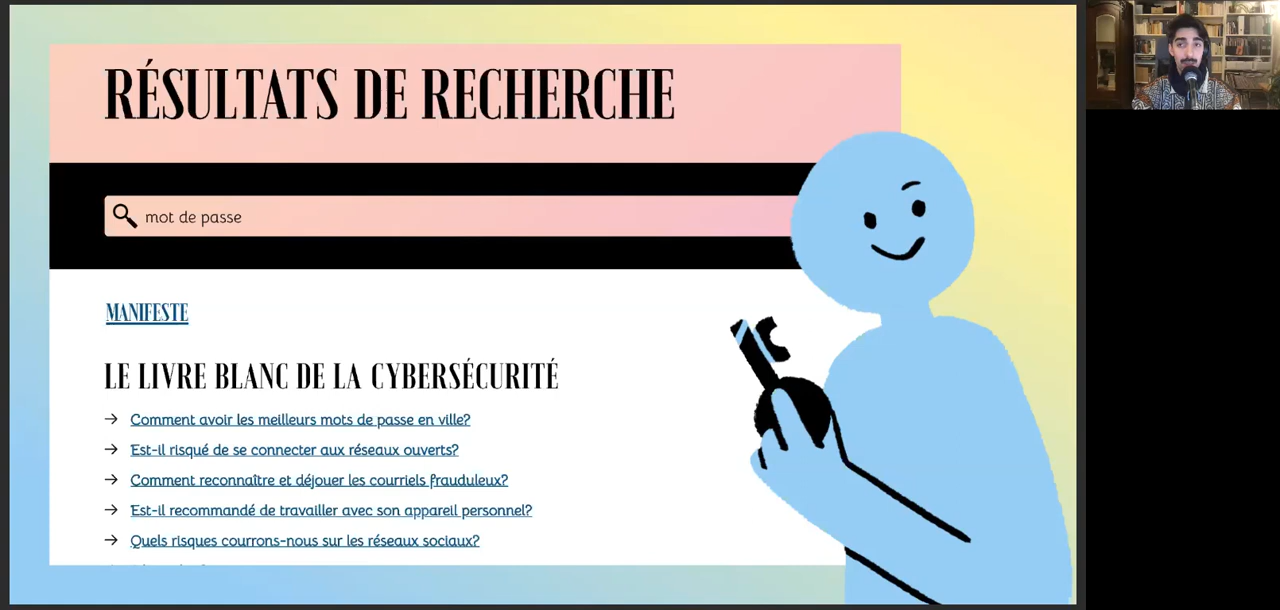 RÉSULTATS DE RECHERCHE
mot de passe
MANIFESTE
LE LIVRE BLANC DE LA CYBERSÉCURITÉ
→ Comment avoir les meilleurs mots de passe en ville?
→ Est-il risqué de se connecter aux réseaux ouverts?
→ Comment reconnaître et déjouer les courriels frauduleux?
→ Est-il recommandé de travailler avec son appareil personnel?
→ Quels risques courrons-nous sur les réseaux sociaux?